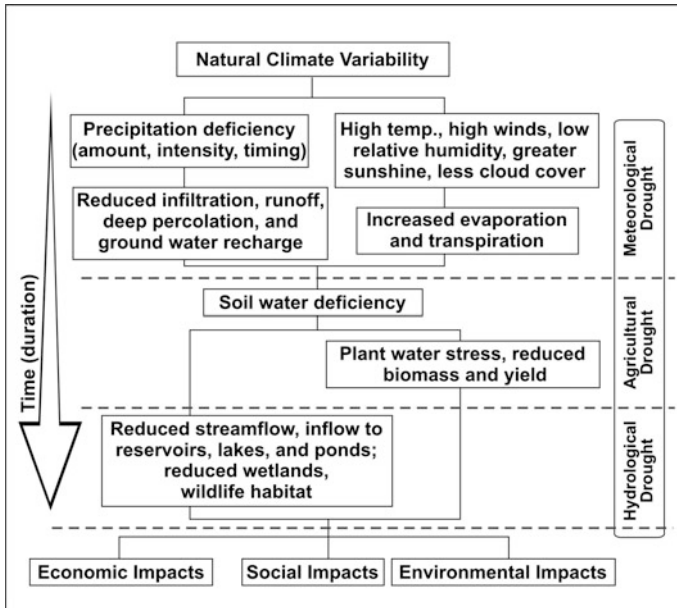 Natural Climate Variability
Precipitation deficiency
(amount, intensity, timing)
High temp., high winds, low
relative humidity, greater
sunshine, less cloud cover
Reduced infiltration, runoff,
deep percolation, and
ground water recharge
Increased evaporation
and transpiration
Meteorological
Drought
Time (duration)
Soil water deficiency
Plant water stress, reduced
biomass and yield
Agricultural
Drought
Reduced streamflow, inflow to
reservoirs, lakes, and ponds;
reduced wetlands,
wildlife habitat
Hydrological
Drought
Economic Impacts
Social Impacts
Environmental Impacts